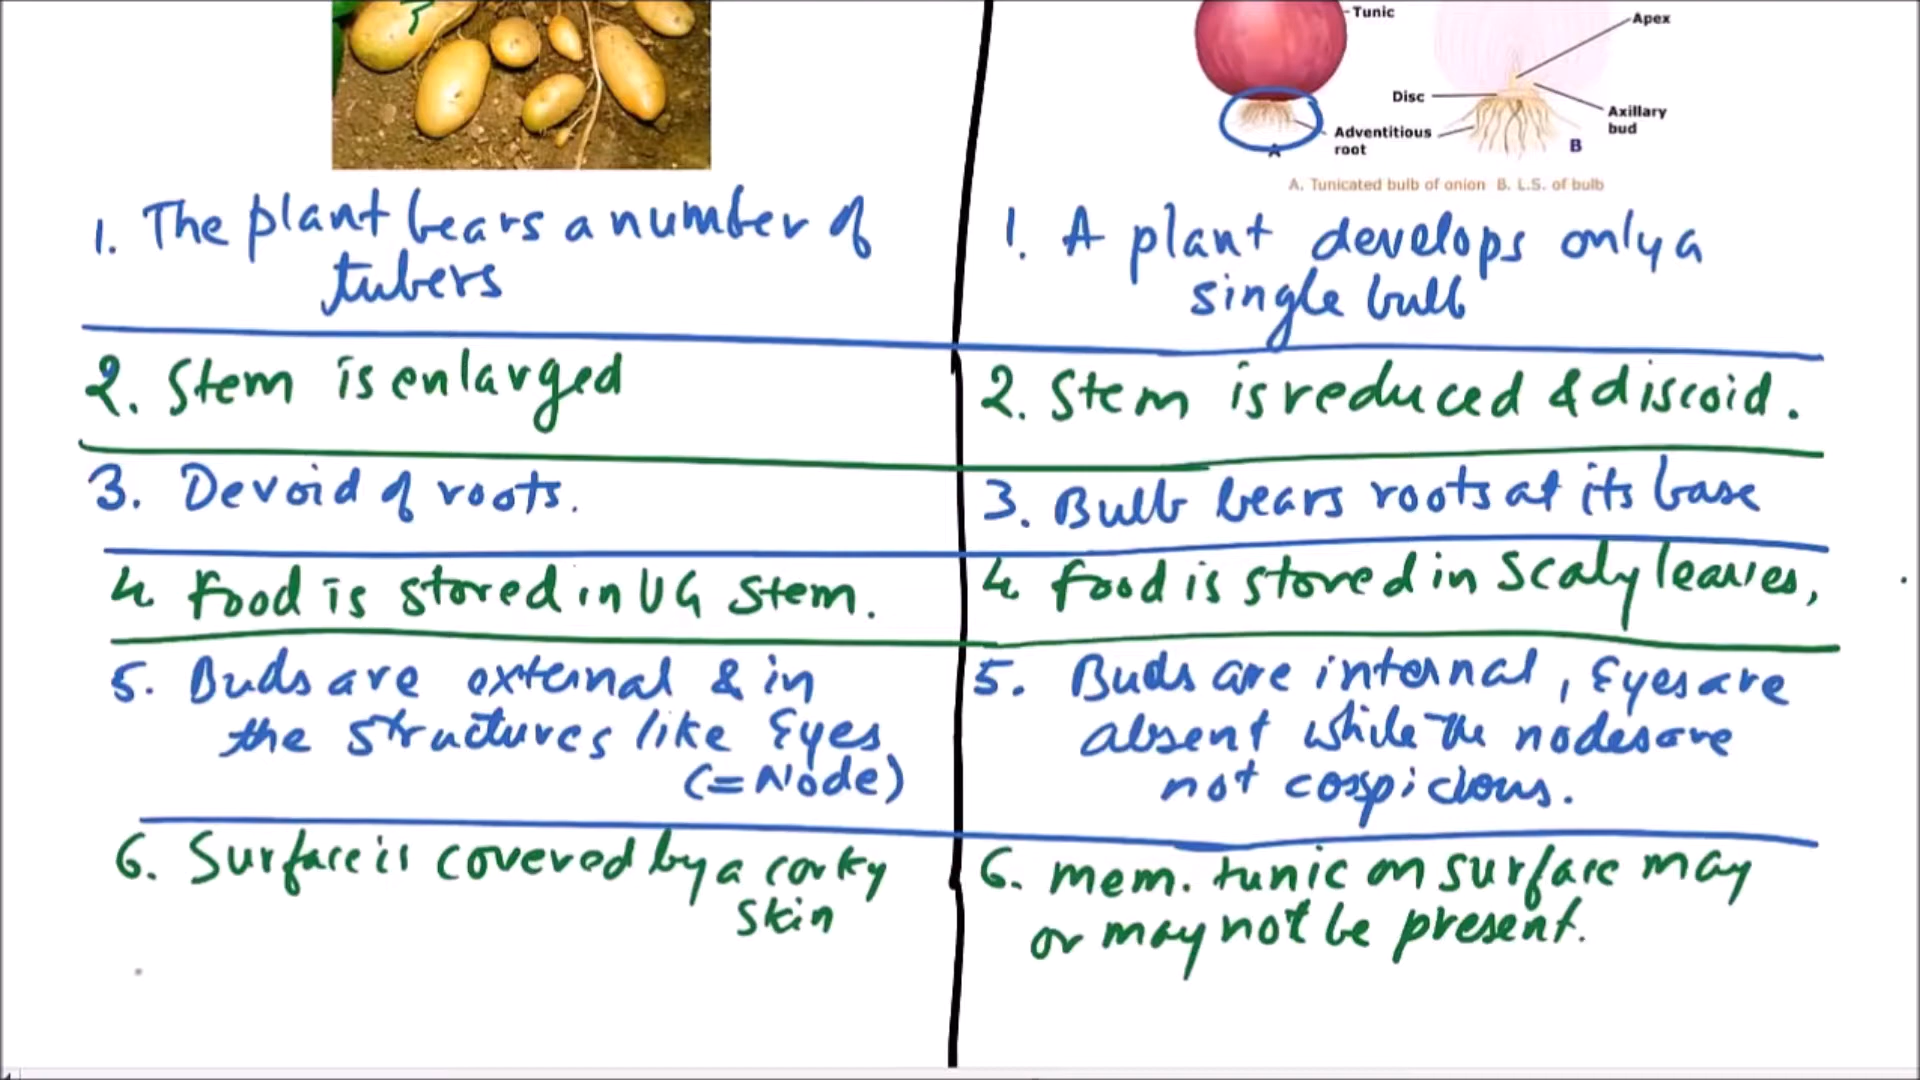 Tunic
Apex
Disc
Axillary
bud
Adventitious
root
A
B
A. Tunicated bulb of onion B. L.S. of bulb
1. The plant bears a number of
tubers
2. Stem is enlarged
3. Devoid of roots.
4 Food is stored in UG Stem.
5. Buds are external & in
the structures like Eyes
(=Node)
6. Surface is covered by a corky
Skin
1. A plant develops only a
single bulb
2. Stem is reduced & discoid.
3. Bulb bears roots at its base
4 Food is stored in Scaly leaves,
5. Buds are internal, Eyes are
absent while the nodes are
not cospicious.
6. mem. tunic on surface may
or may not be present.